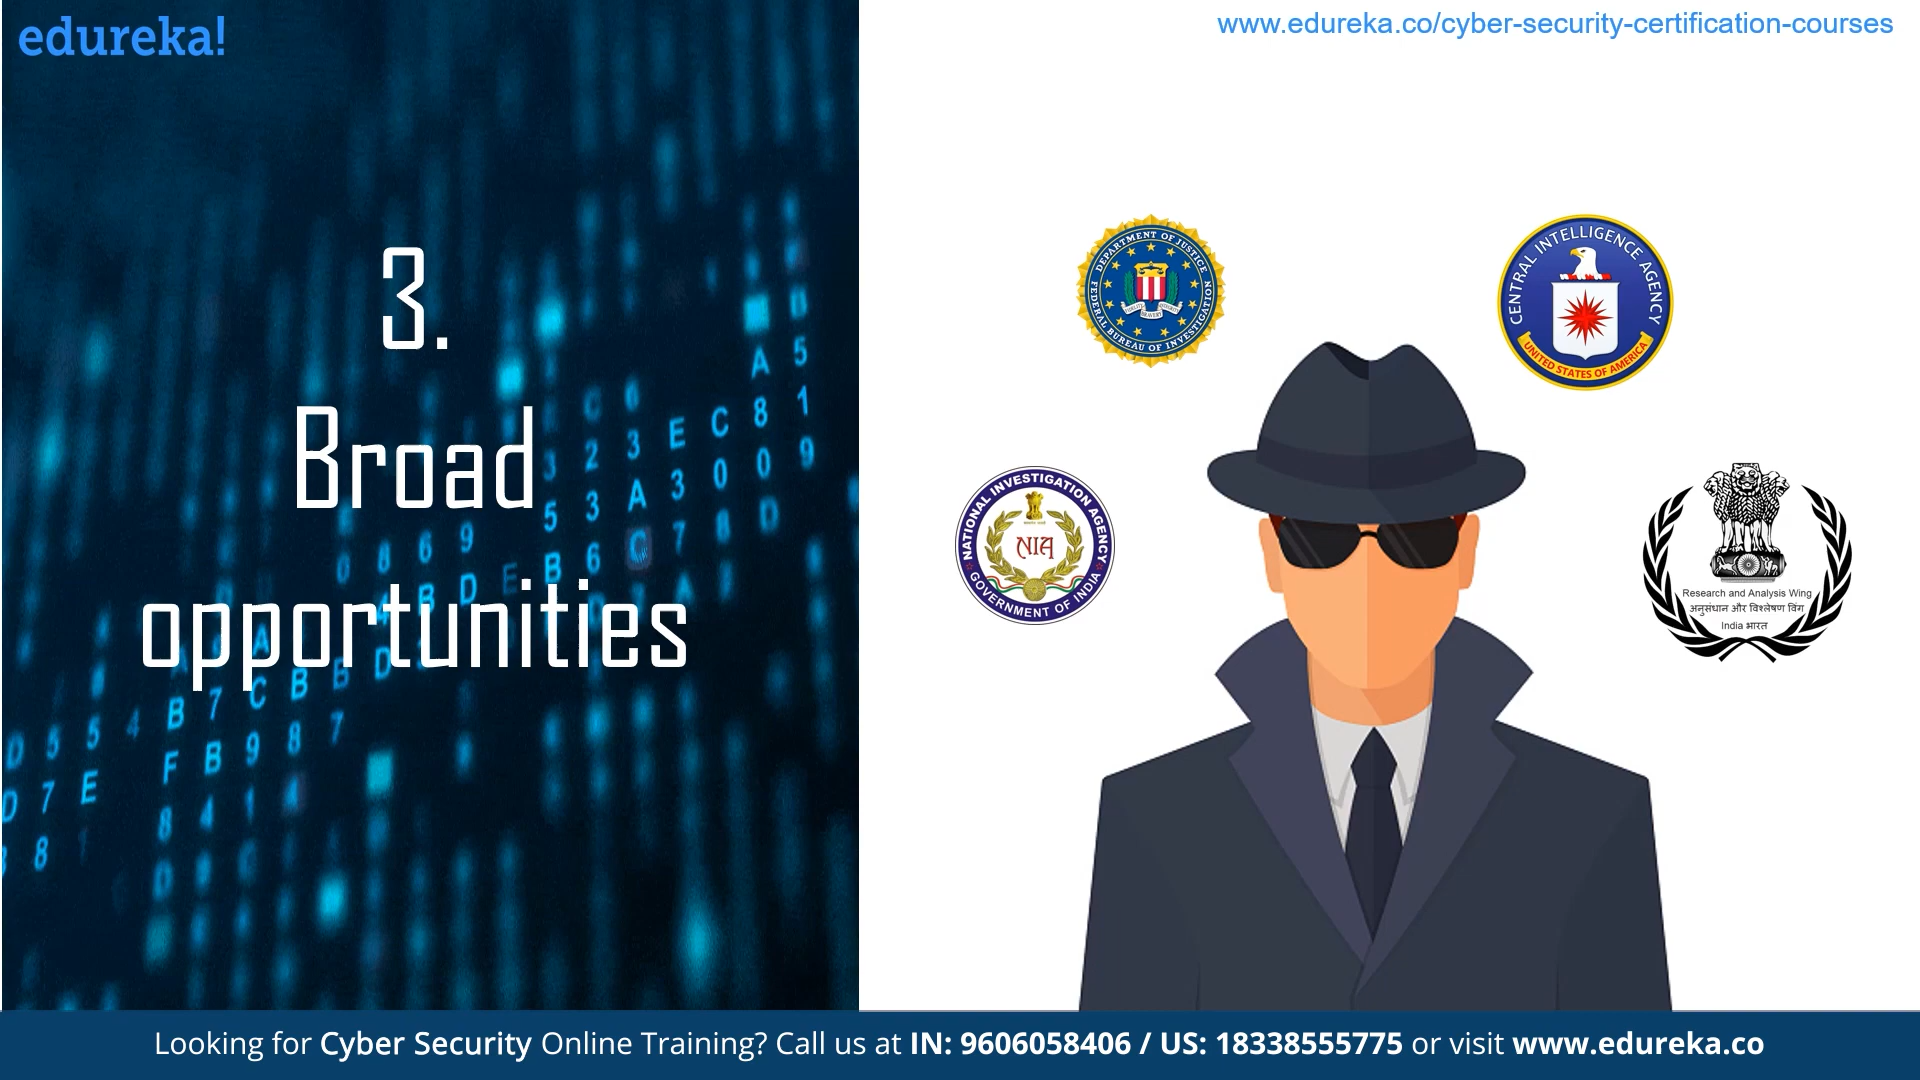 edureka!
www.edureka.co/cyber-security-certification-courses
3.
Broad
opportunities
DEPARTMENT OF JUSTICE
FEDERAL BUREAU OF INVESTIGATION
CENTRAL INTELLIGENCE AGENCY
UNITED STATES OF AMERICA
NATIONAL INVESTIGATION AGENCY
NIA
GOVERNMENT OF INDIA
Research and Analysis Wing
अनुसंधान और विश्लेषण विंग
India भारत
Looking for Cyber Security Online Training? Call us at IN: 9606058406 / US: 18338555775 or visit www.edureka.co